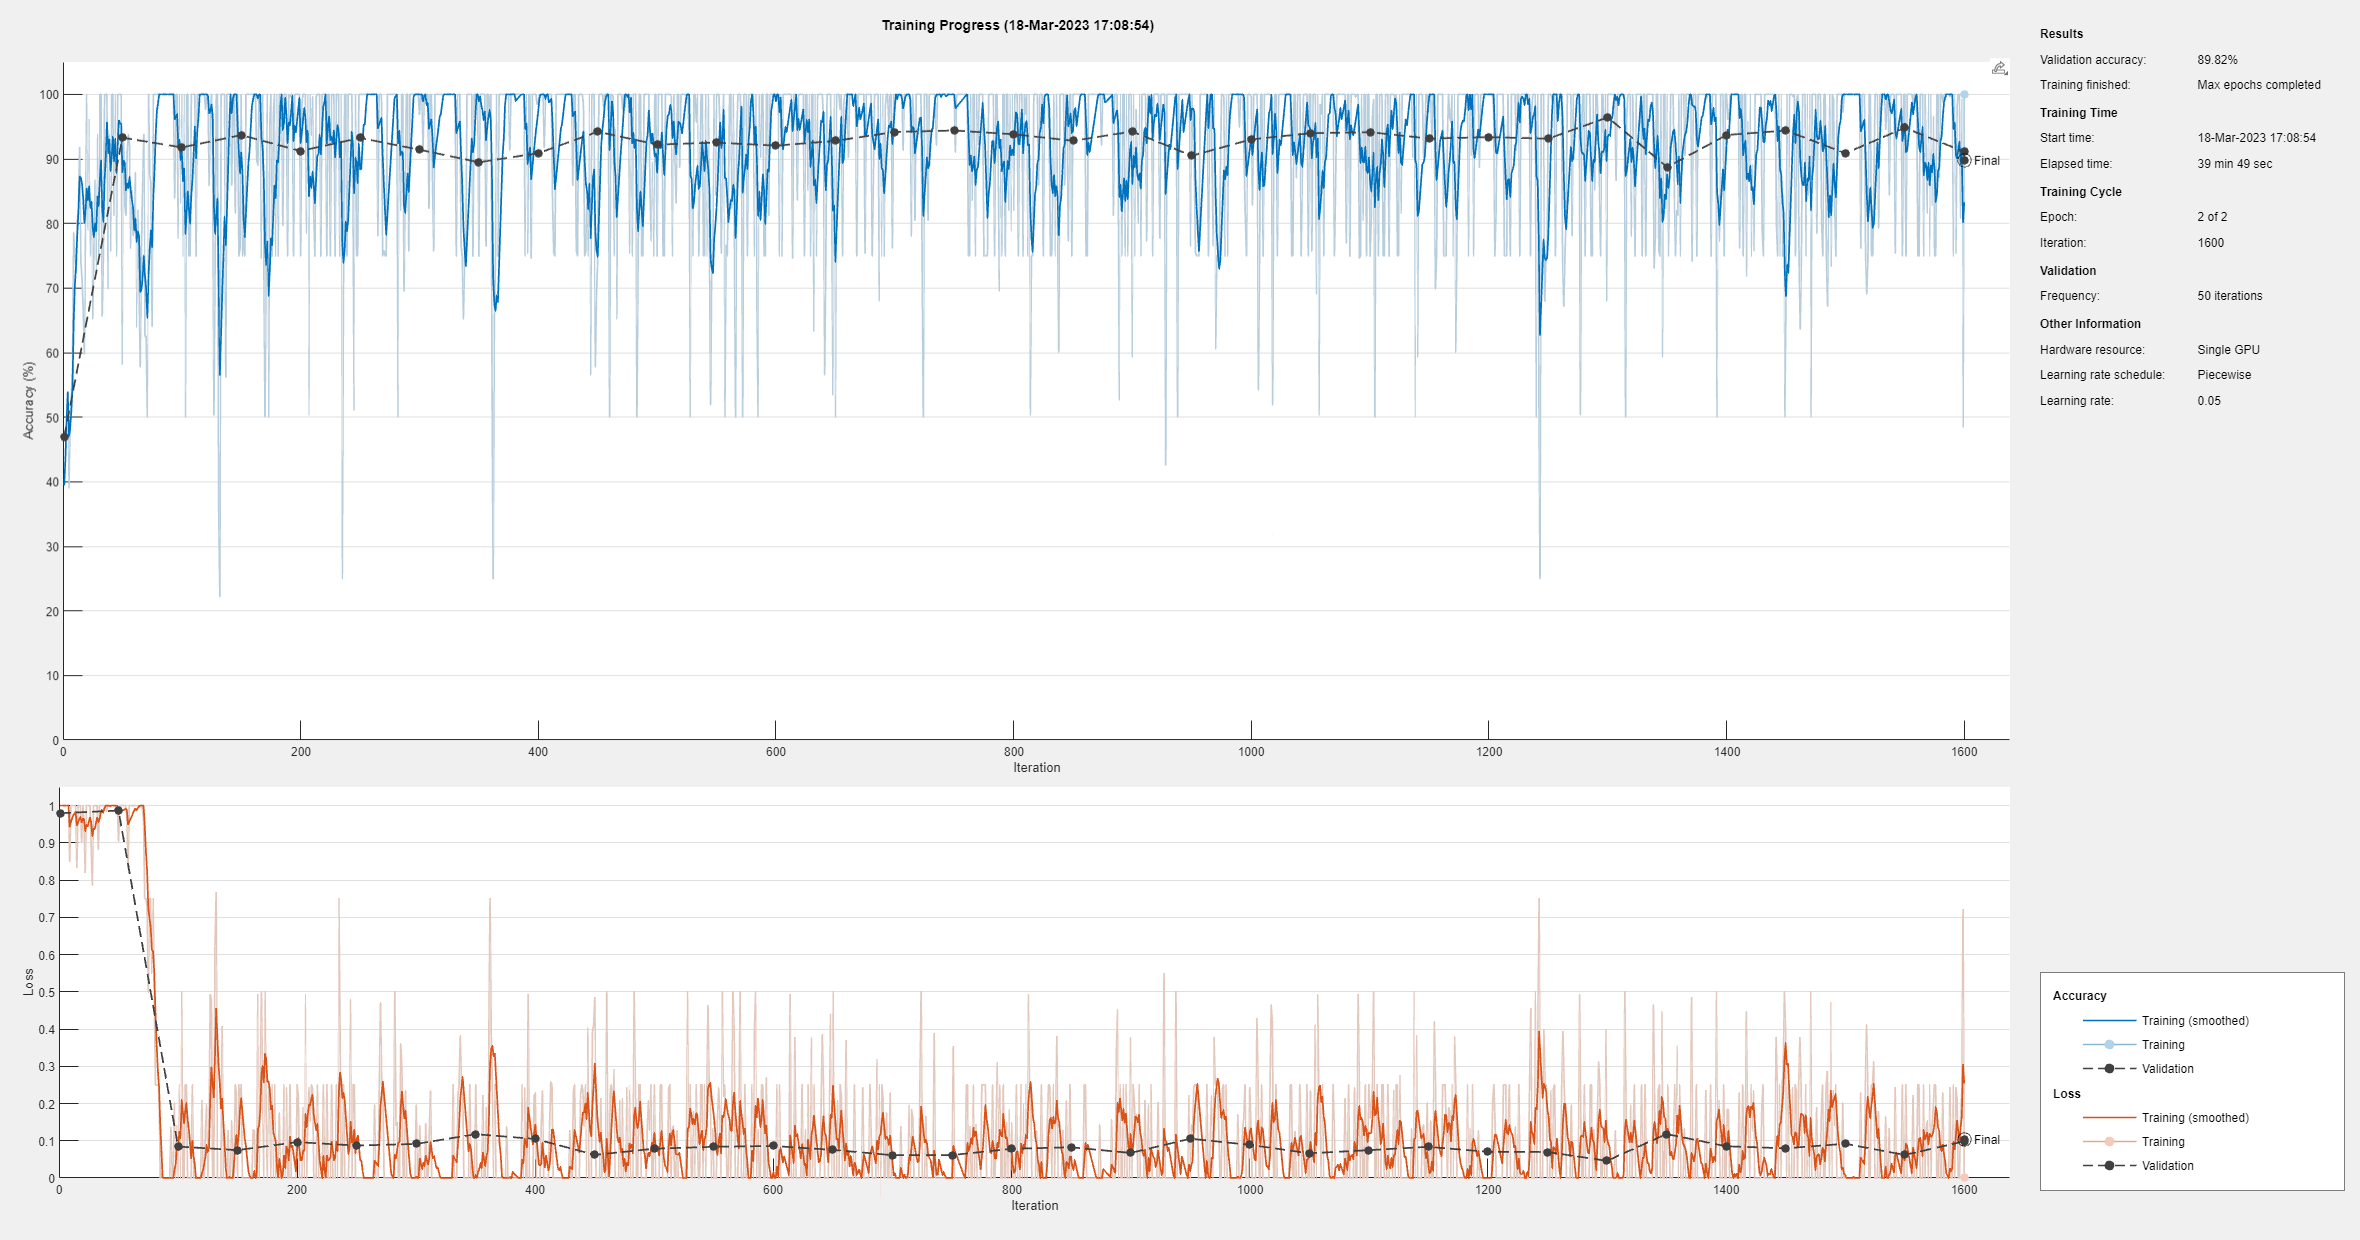 Training Progress (18-Mar-2023 17:08:54)
100
90
80
70
60
50
40
30
20
10
0
Accuracy (%)
Final
0 200 400 600 800 1000 1200 1400 1600
Iteration
1
0.9
0.8
0.7
0.6
0.5
0.4
0.3
0.2
0.1
0
Loss
Final
0 200 400 600 800 1000 1200 1400 1600
Iteration
Results
Validation accuracy: 89.82%
Training finished: Max epochs completed
Training Time
Start time: 18-Mar-2023 17:08:54
Elapsed time: 39 min 49 sec
Training Cycle
Epoch: 2 of 2
Iteration: 1600
Validation
Frequency: 50 iterations
Other Information
Hardware resource: Single GPU
Learning rate schedule: Piecewise
Learning rate: 0.05
Accuracy
Training (smoothed)
Training
Validation
Loss
Training (smoothed)
Training
Validation